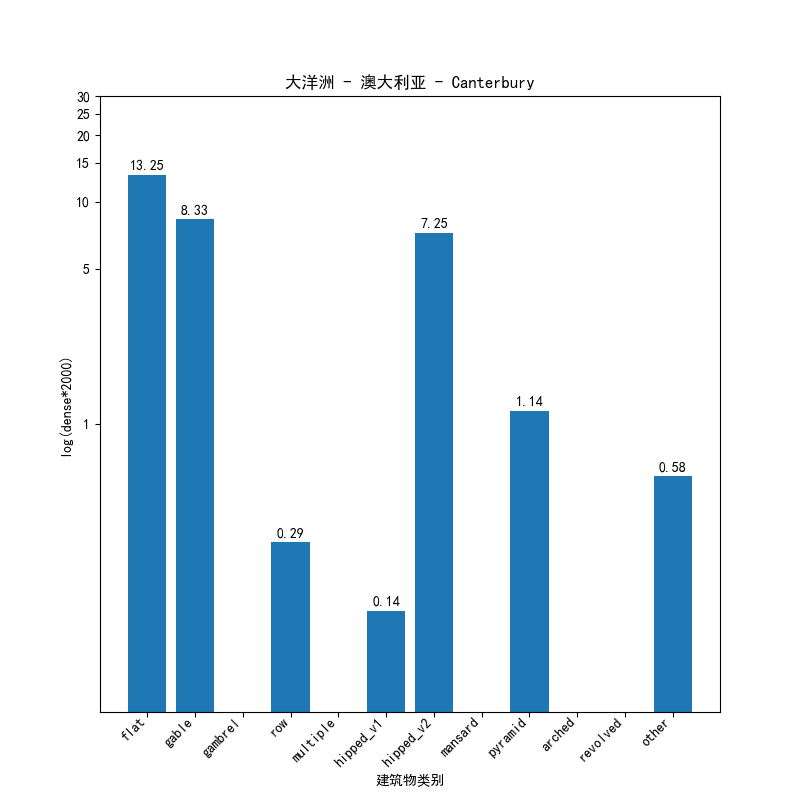 大洋洲 - 澳大利亚 - Canterbury
30
25
20
15
10
5
1
log(dense*2000)
13.25
8.33
0.29
0.14
7.25
1.14
0.58
flat
gable
gambrel
row
multiple
hipped_v1
hipped_v2
mansard
pyramid
arched
revolved
other
建筑物类别